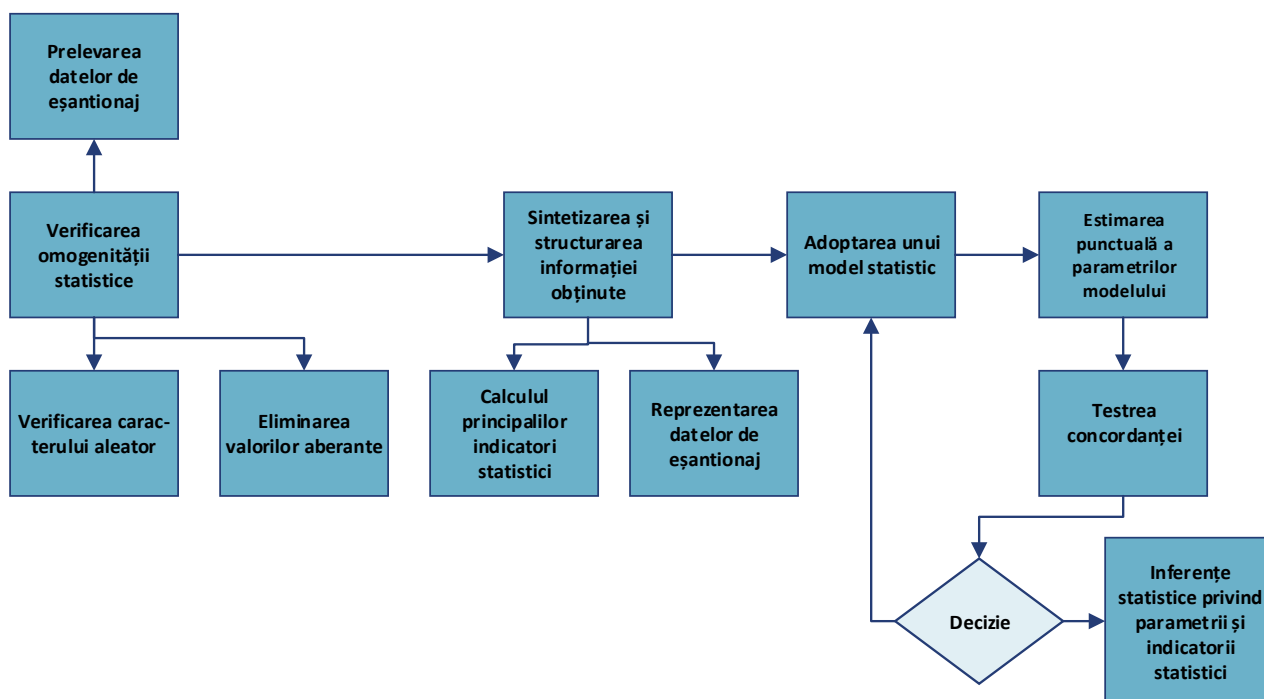 Prelevarea
datelor de
eșantionaj
Verificarea
omogenității
statistice
Sintetizarea și
structurarea
informației
obținute
Adoptarea unui
model statistic
Estimarea
punctuală a
parametrilor
modelului
Verificarea carac-
terului aleator
Eliminarea
valorilor aberante
Calculul
principalilor
indicatori
statistici
Reprezentarea
datelor de
eșantionaj
Testrea
concordanței
Decizie
Inferențe
statistice privind
parametrii și
indicatorii
statistici